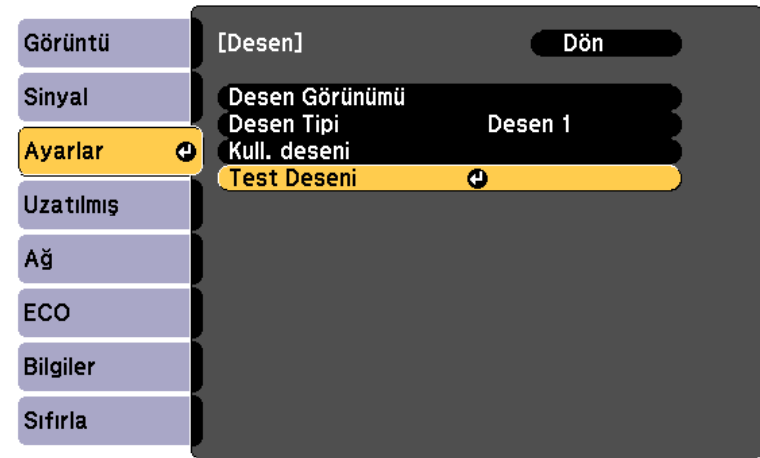 Görüntü
Sinyal
Ayarlar
Uzatılmış
Ağ
ECO
Bilgiler
Sıfırla
[Desen] Dön
Desen Görünümü
Desen Tipi Desen 1
Kull. deseni
Test Deseni